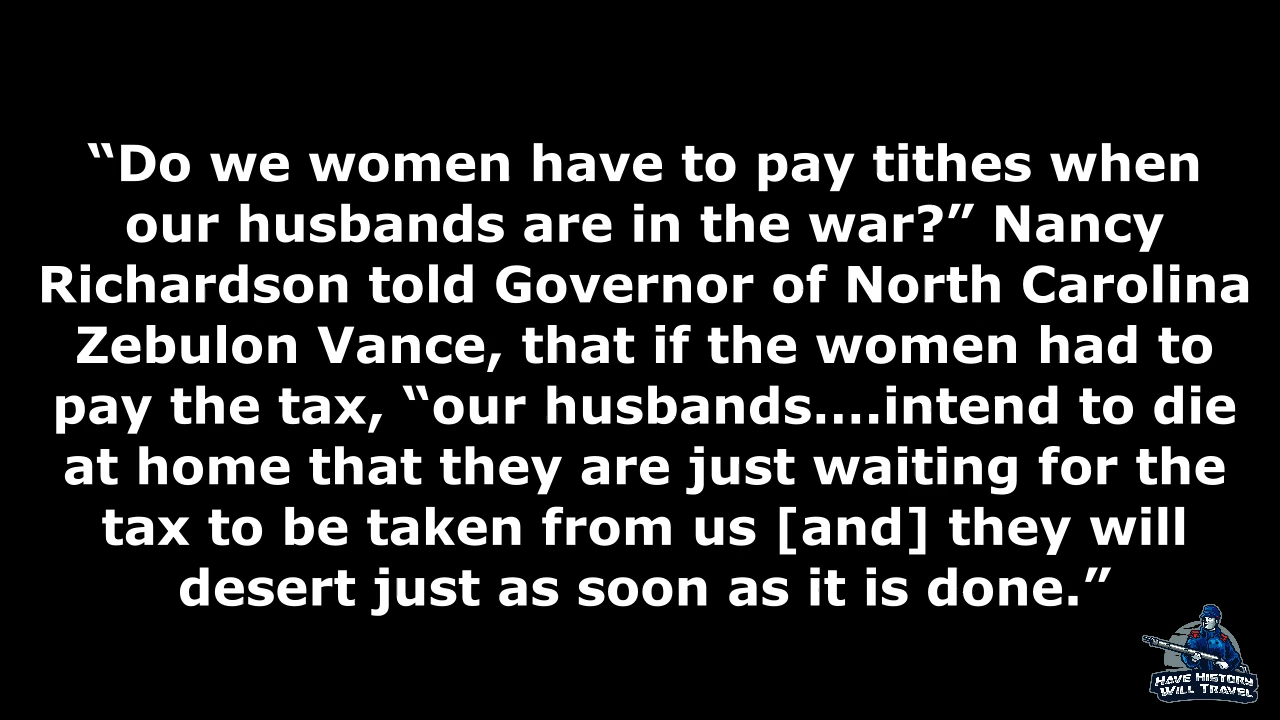 “Do we women have to pay tithes when
our husbands are in the war?” Nancy
Richardson told Governor of North Carolina
Zebulon Vance, that if the women had to
pay the tax, “our husbands....intend to die
at home that they are just waiting for the
tax to be taken from us [and] they will
desert just as soon as it is done.”
HAVE HISTORY
WILL TRAVEL